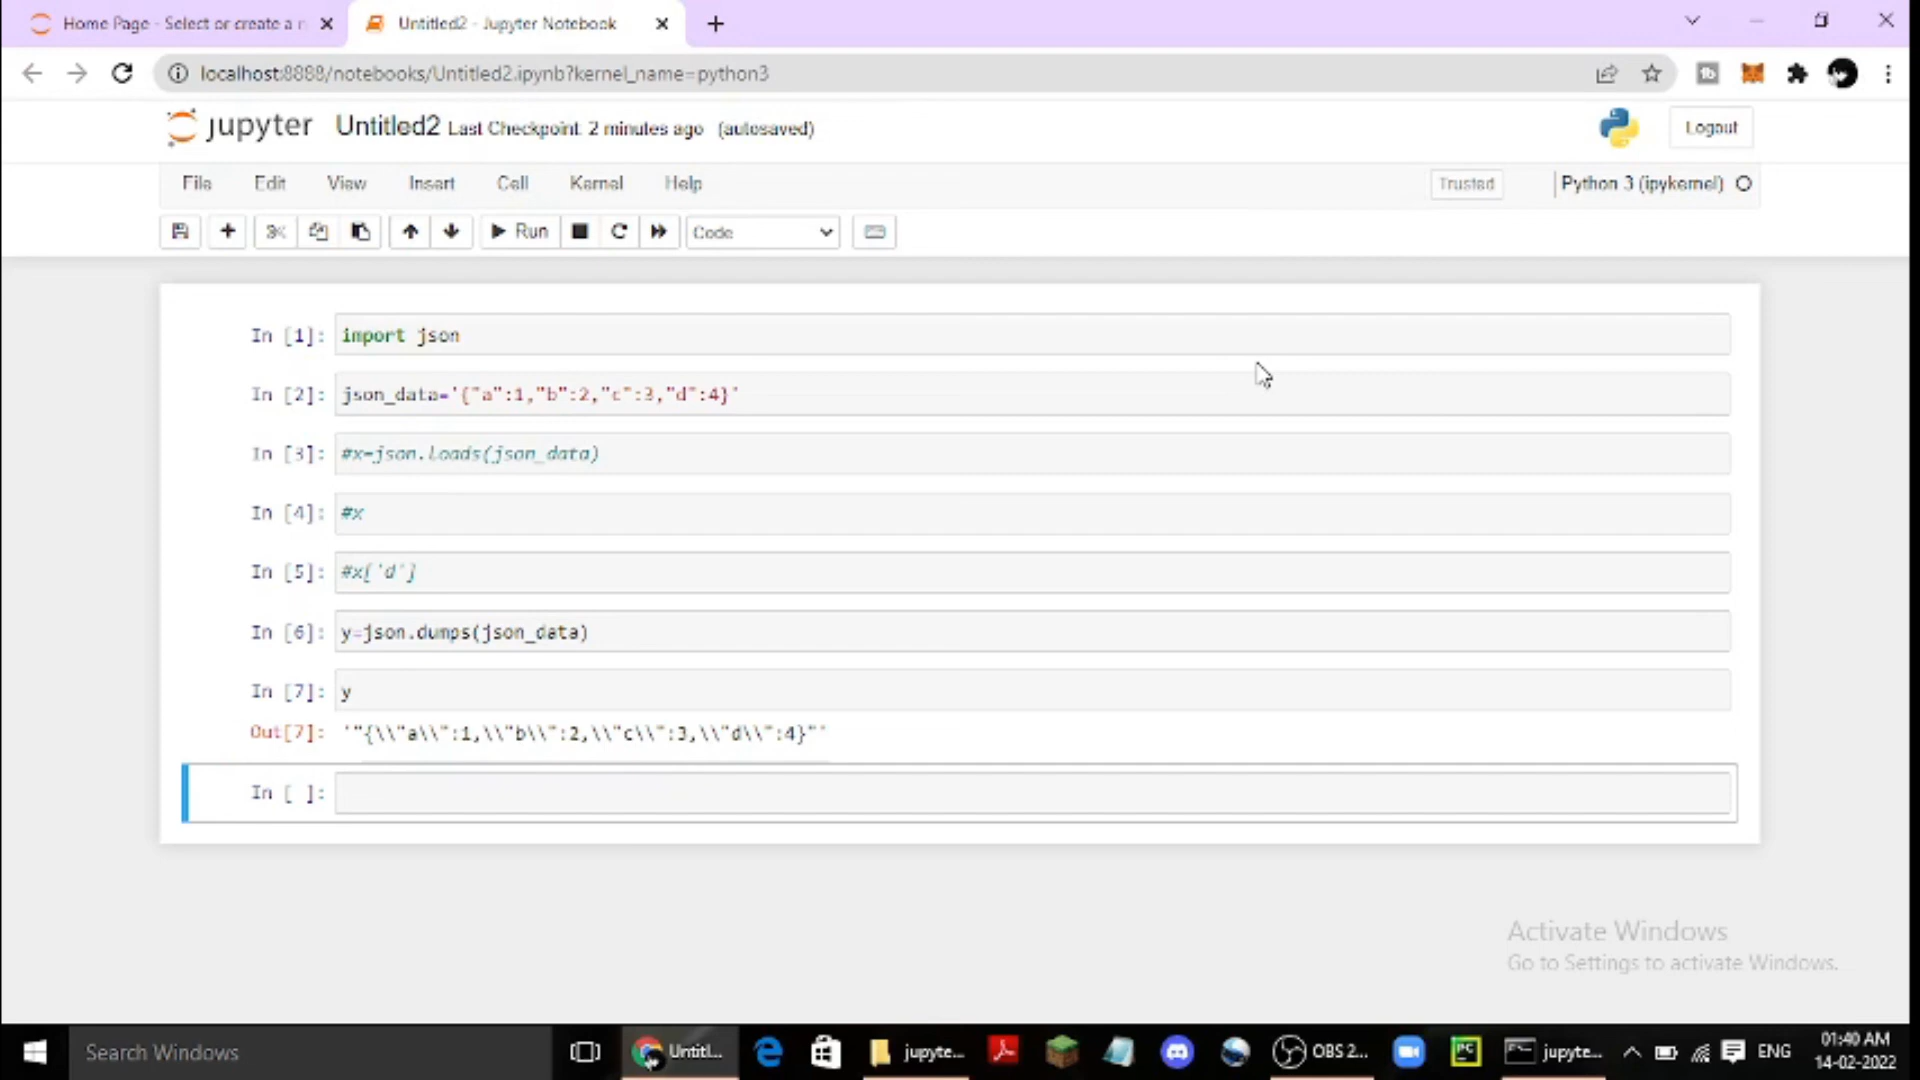 Home Page - Select or create a n
Untitled2 - Jupyter Notebook
localhost:8888/notebooks/Untitled2.ipynb?kernel_name=python3
jupyter Untitled2 Last Checkpoint: 2 minutes ago (autosaved)
Logout
File Edit View Insert Cell Kernel Help
Trusted
Python 3 (ipykernel)
Run
Code
In [1]: import json
In [2]: json_data='{"a":1,"b":2,"c":3,"d":4}'
In [3]: #x=json.loads(json_data)
In [4]: #x
In [5]: #x['d']
In [6]: y=json.dumps(json_data)
In [7]: y
Out[7]: '"{\\"a\\":1,\\"b\\":2,\\"c\\":3,\\"d\\":4}"'
In [ ]:
Activate Windows
Go to Settings to activate Windows.
Search Windows
Untitl...
jupyte...
PC
OBS 2...
jupyte...
ENG
01:40 AM
14-02-2022